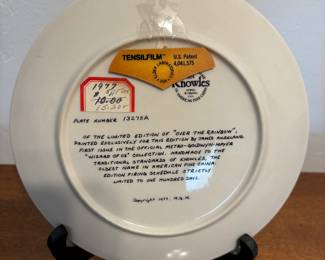 TENSILFILM™ U.S. Patent
4,041,575
1977
10.00
15.22
Knowles
PLATE NUMBER 13275A
OF THE LIMITED EDITION OF "OVER THE RAINBOW",
PAINTED EXCLUSIVELY FOR THIS EDITION BY JAMES AUCKLAND
FIRST ISSUE IN THE OFFICIAL METRO-GOLDWYN-MAYER
"WIZARD OF OZ" COLLECTION. HANDMADE TO THE
TRADITIONAL STANDARDS OF KNOWLES, THE
OLDEST NAME IN AMERICAN FINE CHINA.
EDITION FIRING SCHEDULE STRICTLY
LIMITED TO ONE HUNDRED DAYS.
Copyright 1977, M.G.M.